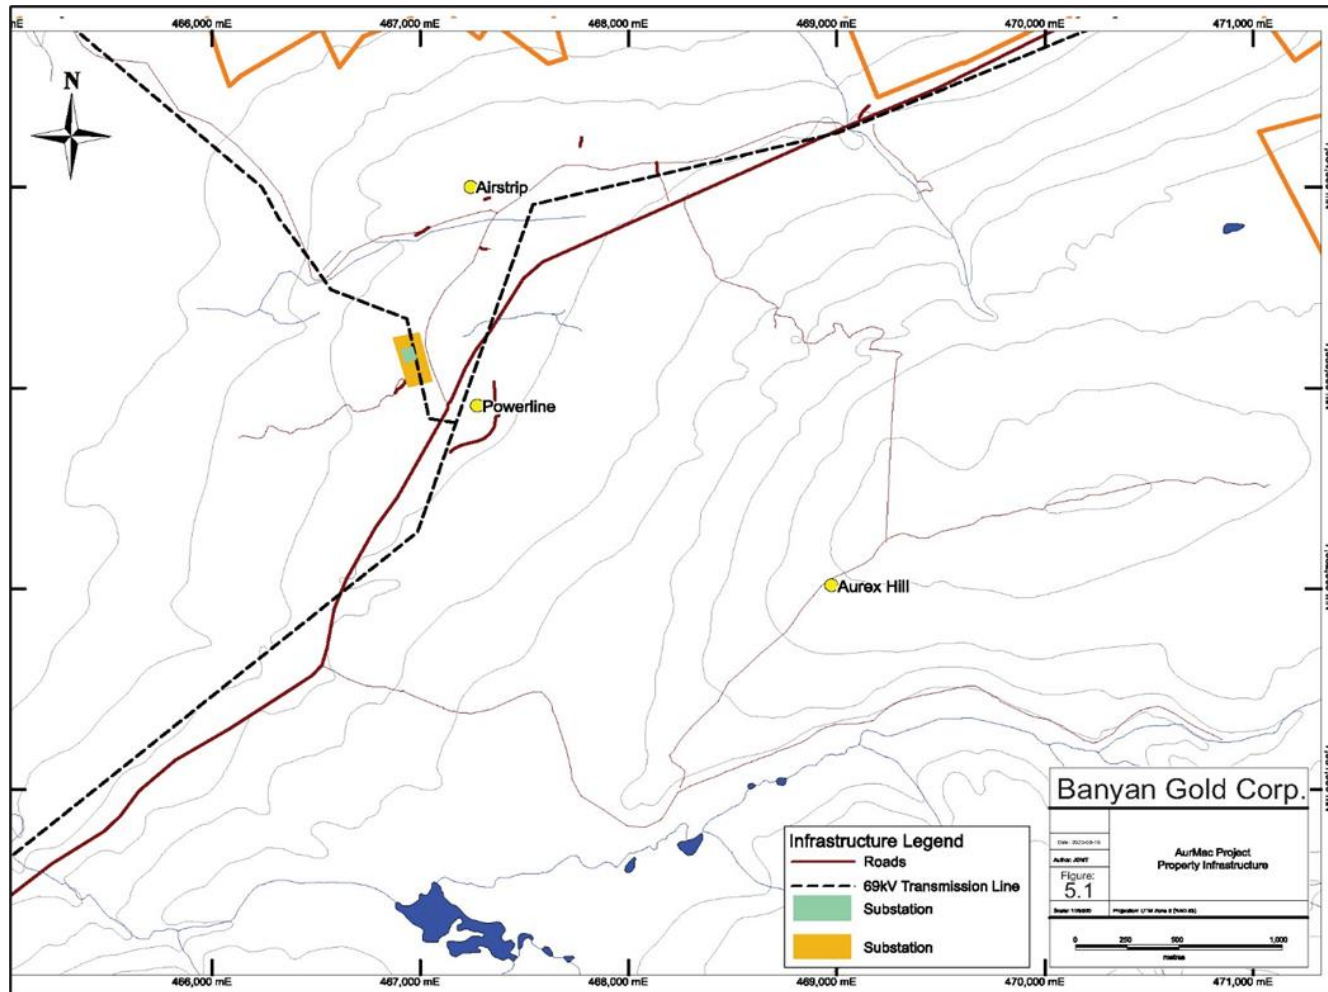 466,000 mE 467,000 mE 468,000 mE 469,000 mE 470,000 mE 471,000 mE
N
Airstrip
Powerline
Aurex Hill
Infrastructure Legend
Roads
69kV Transmission Line
Substation
Substation
Banyan Gold Corp.
AurMac Project
Property Infrastructure
Figure:
5.1
0 250 500 1,000
metres
466,000 mE 467,000 mE 468,000 mE 469,000 mE 470,000 mE 471,000 mE